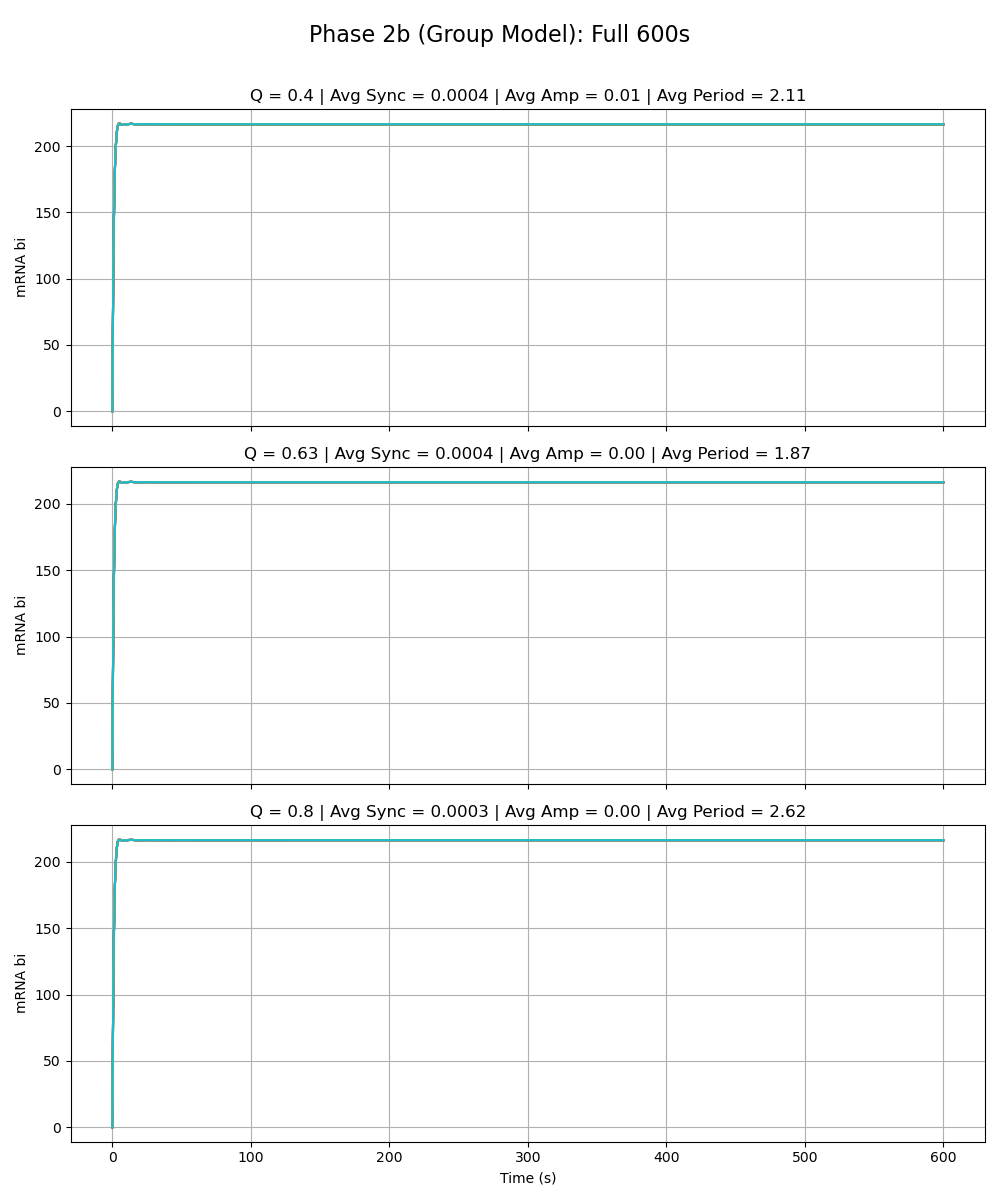 Phase 2b (Group Model): Full 600s
Q = 0.4 | Avg Sync = 0.0004 | Avg Amp = 0.01 | Avg Period = 2.11
200
150
100
50
0
mRNA bi
Q = 0.63 | Avg Sync = 0.0004 | Avg Amp = 0.00 | Avg Period = 1.87
200
150
100
50
0
mRNA bi
Q = 0.8 | Avg Sync = 0.0003 | Avg Amp = 0.00 | Avg Period = 2.62
200
150
100
50
0
mRNA bi
0 100 200 300 400 500 600
Time (s)